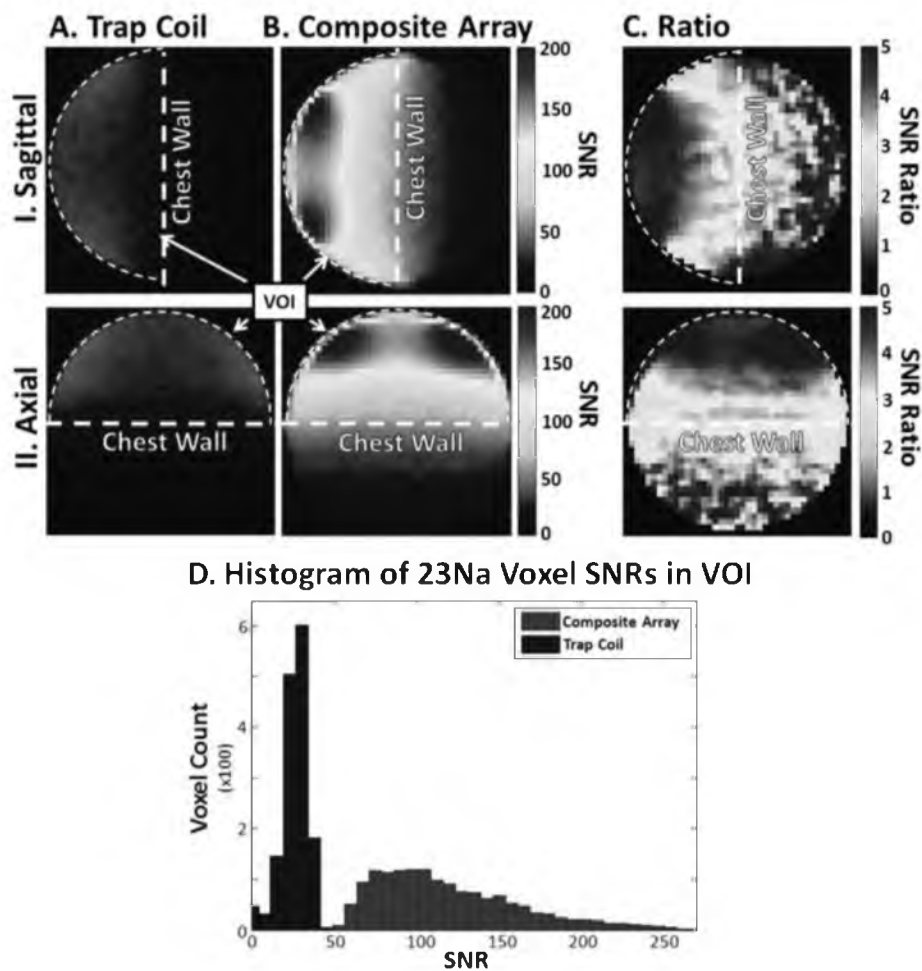 A. Trap Coil
B. Composite Array
C. Ratio
I. Sagittal
Chest Wall
Chest Wall
200
150
100
50
0
SNR
Chest Wall
5
4
3
2
1
0
SNR Ratio
VOI
II. Axial
Chest Wall
Chest Wall
200
150
100
50
0
SNR
Chest Wall
5
4
3
2
1
0
SNR Ratio
D. Histogram of 23Na Voxel SNRs in VOI
Composite Array
Trap Coil
Voxel Count
(x100)
6
4
2
0
0 50 100 150 200 250
SNR